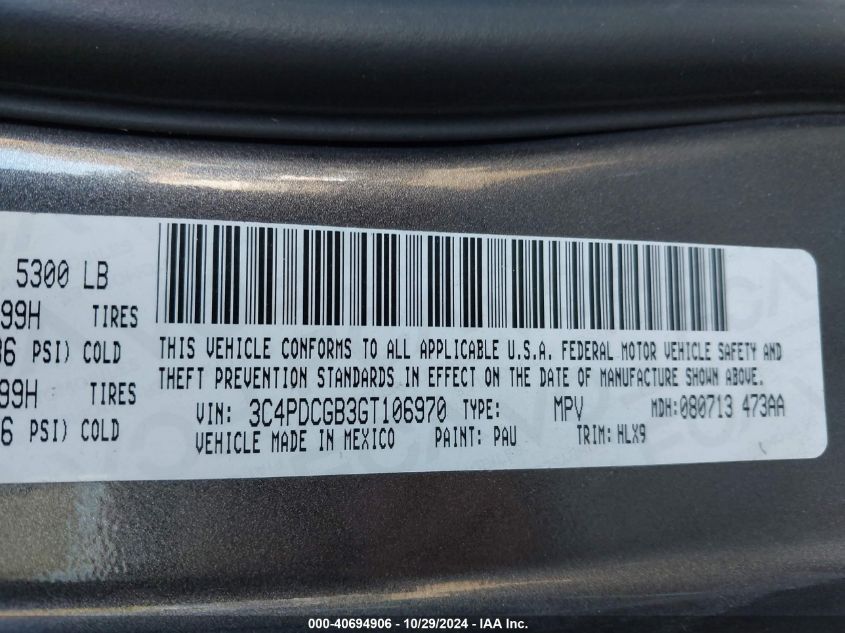 5300 LB
99H TIRES
36 PSI) COLD
99H TIRES
6 PSI) COLD
THIS VEHICLE CONFORMS TO ALL APPLICABLE U.S.A. FEDERAL MOTOR VEHICLE SAFETY AND
THEFT PREVENTION STANDARDS IN EFFECT ON THE DATE OF MANUFACTURE SHOWN ABOVE.
VIN: 3C4PDCGB3GT106970 TYPE: MPV MDH:080713 473AA
VEHICLE MADE IN MEXICO PAINT: PAU TRIM: HLX9
000-40694906 - 10/29/2024 - IAA Inc.